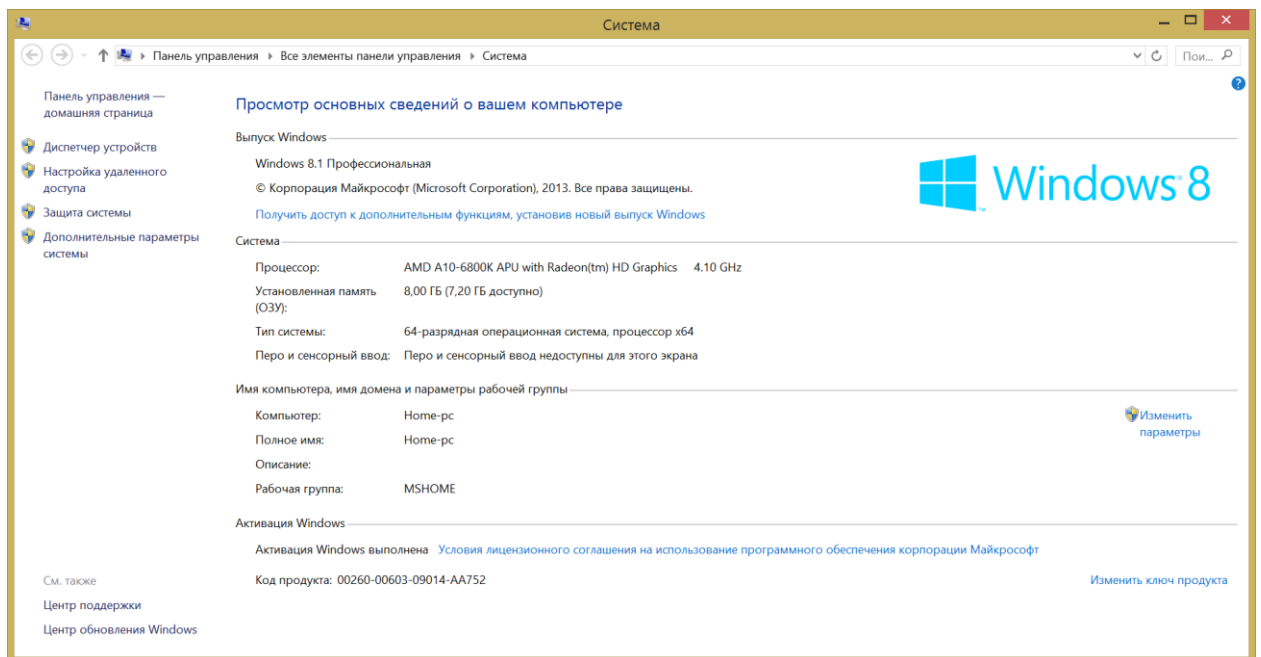 Система
Панель управления ▸ Все элементы панели управления ▸ Система
Пои...
Панель управления —
домашняя страница
Диспетчер устройств
Настройка удаленного
доступа
Защита системы
Дополнительные параметры
системы
Просмотр основных сведений о вашем компьютере
Выпуск Windows
Windows 8.1 Профессиональная
© Корпорация Майкрософт (Microsoft Corporation), 2013. Все права защищены.
Получить доступ к дополнительным функциям, установив новый выпуск Windows
Windows 8
Система
Процессор: AMD A10-6800K APU with Radeon(tm) HD Graphics 4.10 GHz
Установленная память 8,00 ГБ (7,20 ГБ доступно)
(ОЗУ):
Тип системы: 64-разрядная операционная система, процессор x64
Перо и сенсорный ввод: Перо и сенсорный ввод недоступны для этого экрана
Имя компьютера, имя домена и параметры рабочей группы
Компьютер: Home-pc
Изменить
параметры
Полное имя: Home-pc
Описание:
Рабочая группа: MSHOME
Активация Windows
Активация Windows выполнена Условия лицензионного соглашения на использование программного обеспечения корпорации Майкрософт
Код продукта: 00260-00603-09014-AA752
Изменить ключ продукта
См. также
Центр поддержки
Центр обновления Windows